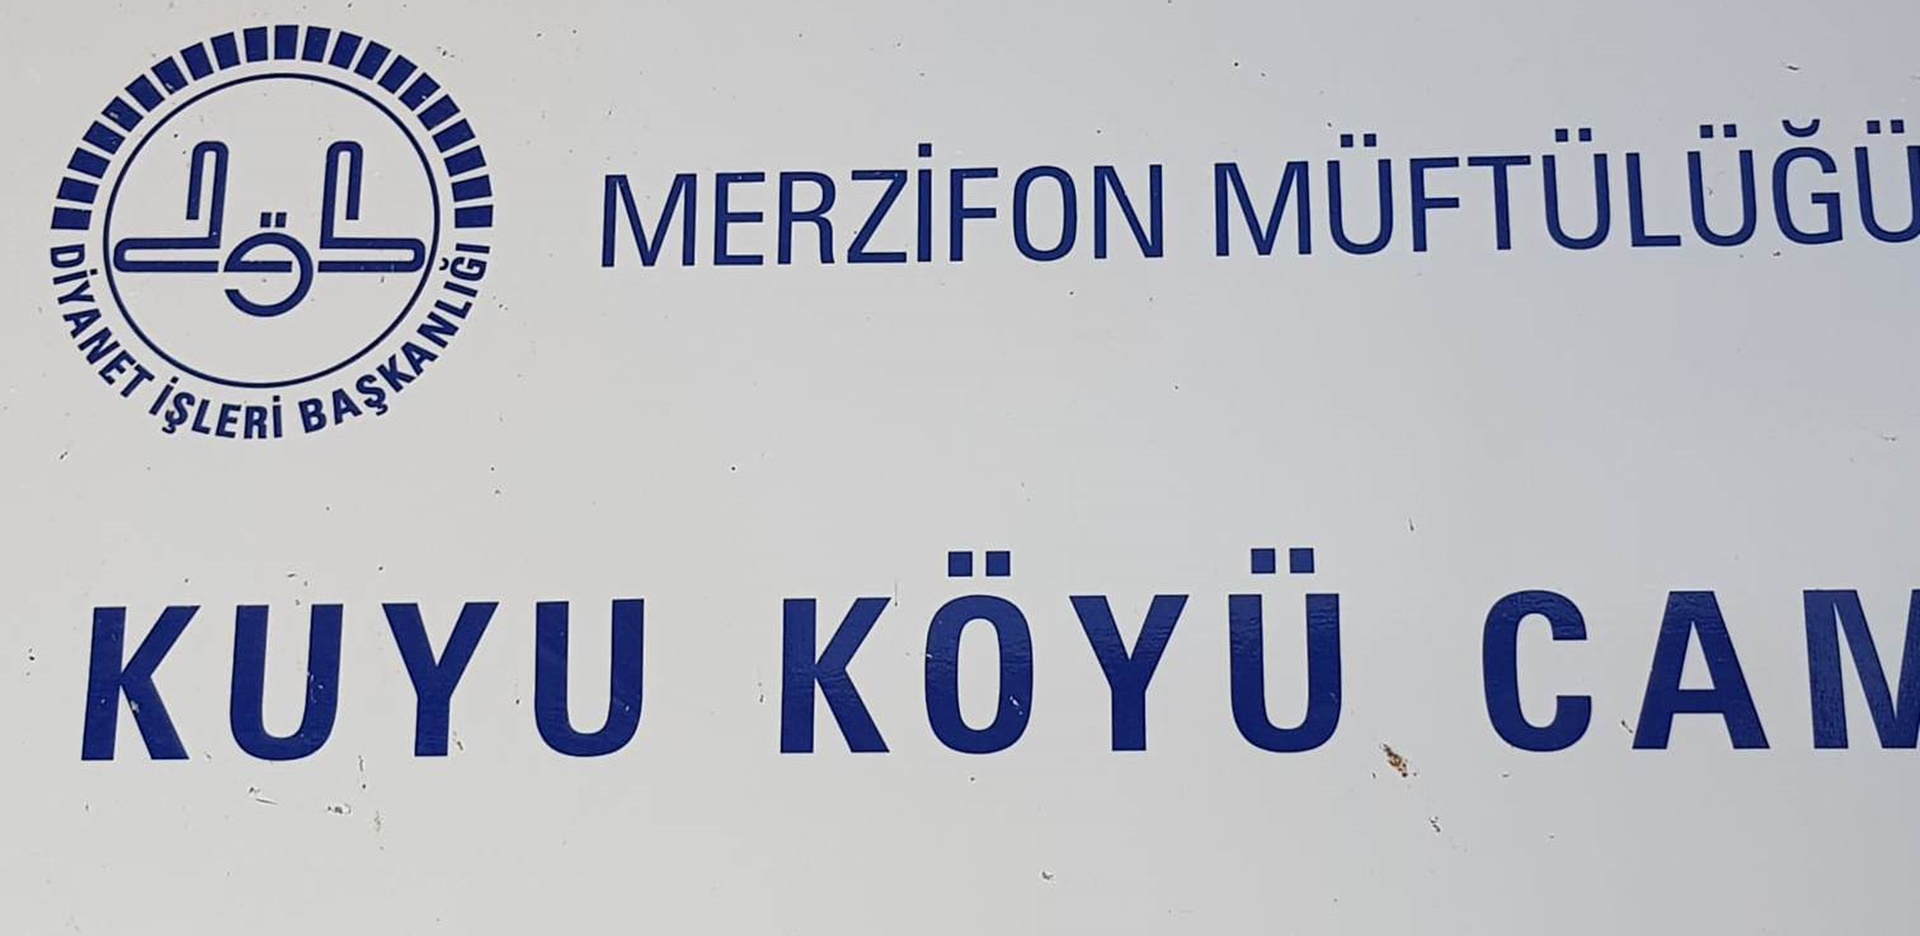 DİYANET İŞLERİ BAŞKANLIĞI
MERZİFON MÜFTÜLÜĞÜ
KUYU KÖYÜ CAM